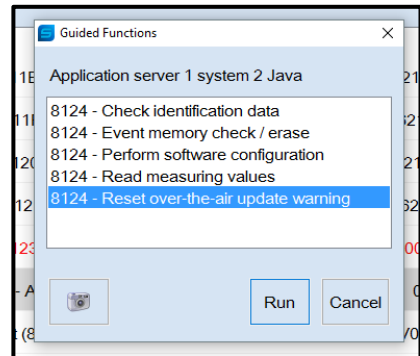 Guided Functions
Application server 1 system 2 Java
8124 - Check identification data
8124 - Event memory check / erase
8124 - Perform software configuration
8124 - Read measuring values
8124 - Reset over-the-air update warning
Run
Cancel